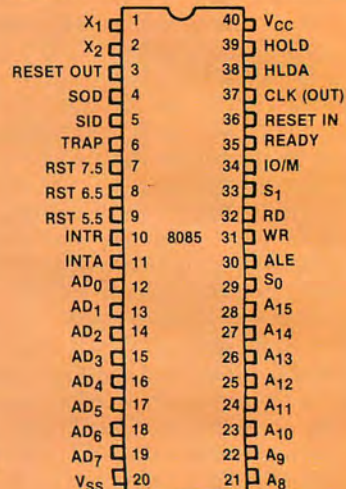 X₁ 1 40 VCC
X₂ 2 39 HOLD
RESET OUT 3 38 HLDA
SOD 4 37 CLK (OUT)
SID 5 36 RESET IN
TRAP 6 35 READY
RST 7.5 7 34 IO/M
RST 6.5 8 33 S₁
RST 5.5 9 32 RD
INTR 10 8085 31 WR
INTA 11 30 ALE
AD₀ 12 29 S₀
AD₁ 13 28 A₁₅
AD₂ 14 27 A₁₄
AD₃ 15 26 A₁₃
AD₄ 16 25 A₁₂
AD₅ 17 24 A₁₁
AD₆ 18 23 A₁₀
AD₇ 19 22 A₉
VSS 20 21 A₈